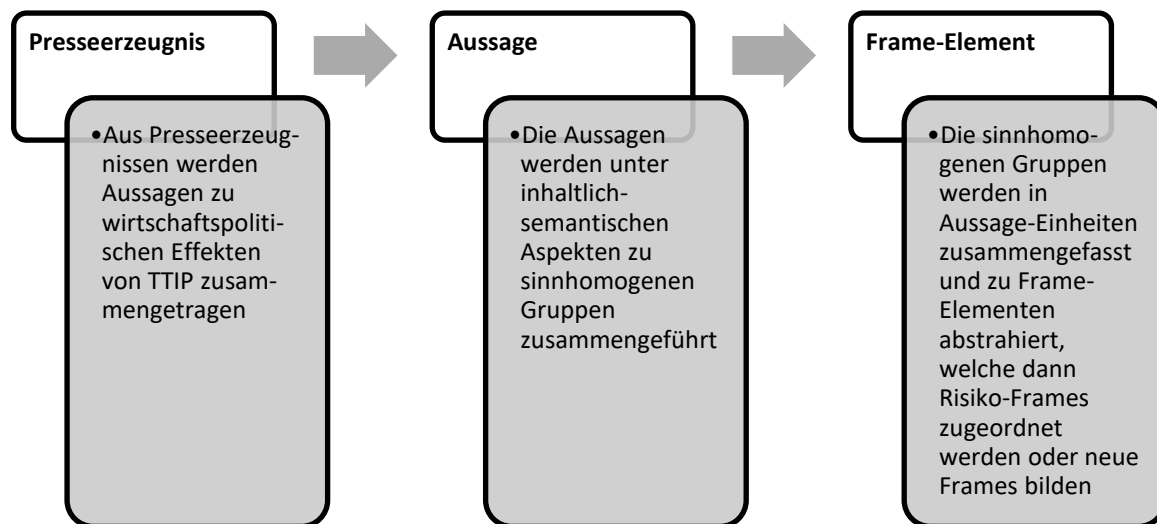 Presseerzeugnis
•Aus Presseerzeug-
nissen werden
Aussagen zu
wirtschaftspoliti-
schen Effekten
von TTIP zusam-
mengetragen
Aussage
•Die Aussagen
werden unter
inhaltlich-
semantischen
Aspekten zu
sinnhomogenen
Gruppen
zusammengeführt
Frame-Element
•Die sinnhomo-
genen Gruppen
werden in
Aussage-Einheiten
zusammengefasst
und zu Frame-
Elementen
abstrahiert,
welche dann
Risiko-Frames
zugeordnet
werden oder neue
Frames bilden